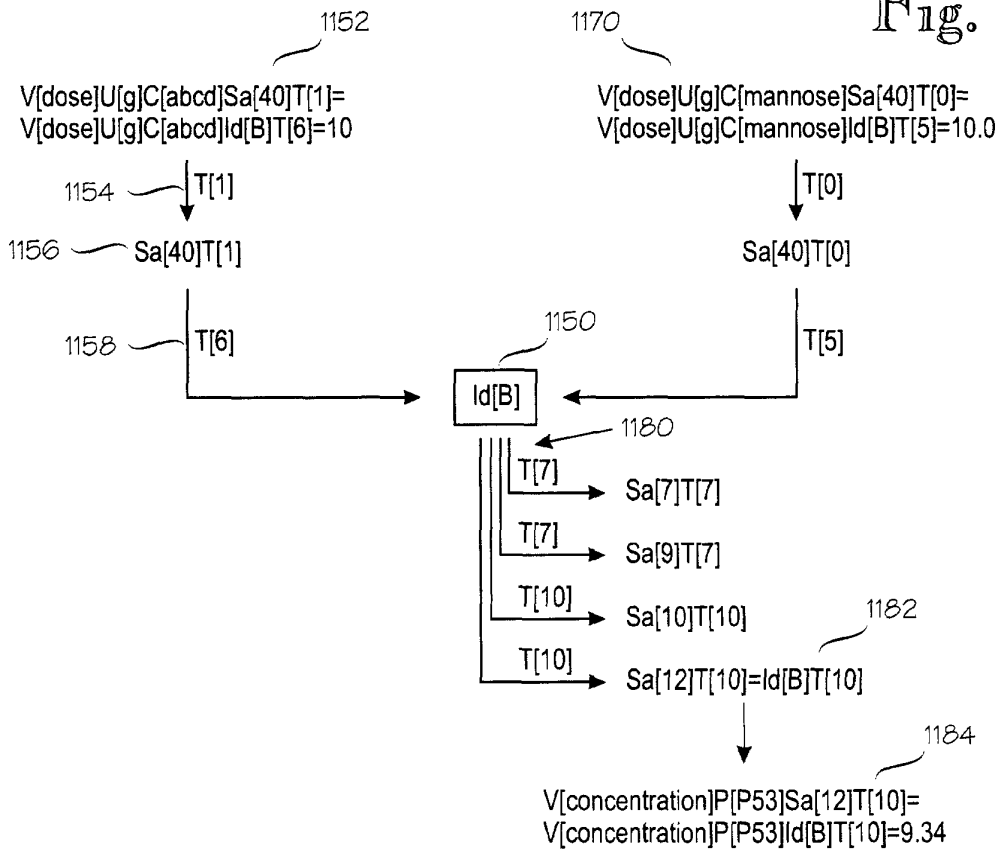 Fig.
1152
1170
V[dose]U[g]C[abcd]Sa[40]T[1]=
V[dose]U[g]C[abcd]Id[B]T[6]=10
V[dose]U[g]C[mannose]Sa[40]T[0]=
V[dose]U[g]C[mannose]Id[B]T[5]=10.0
1154
T[1]
T[0]
1156
Sa[40]T[1]
Sa[40]T[0]
1158
T[6]
1150
T[5]
Id[B]
1180
T[7]
Sa[7]T[7]
T[7]
Sa[9]T[7]
T[10]
Sa[10]T[10]
1182
T[10]
Sa[12]T[10]=Id[B]T[10]
1184
V[concentration]P[P53]Sa[12]T[10]=
V[concentration]P[P53]Id[B]T[10]=9.34